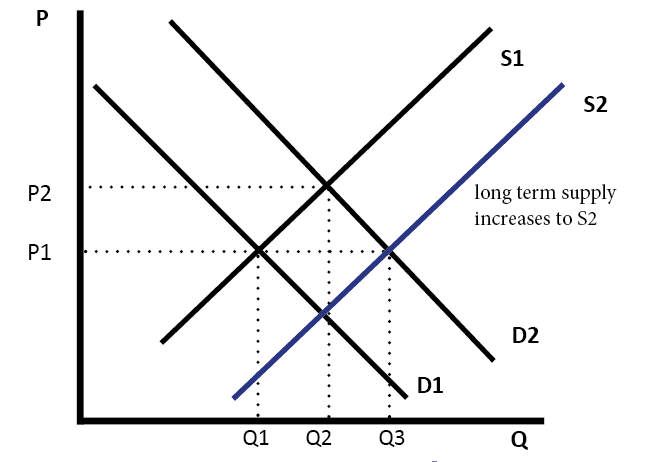 P
S1
S2
P2
long term supply
increases to S2
P1
D2
D1
Q1
Q2
Q3
Q